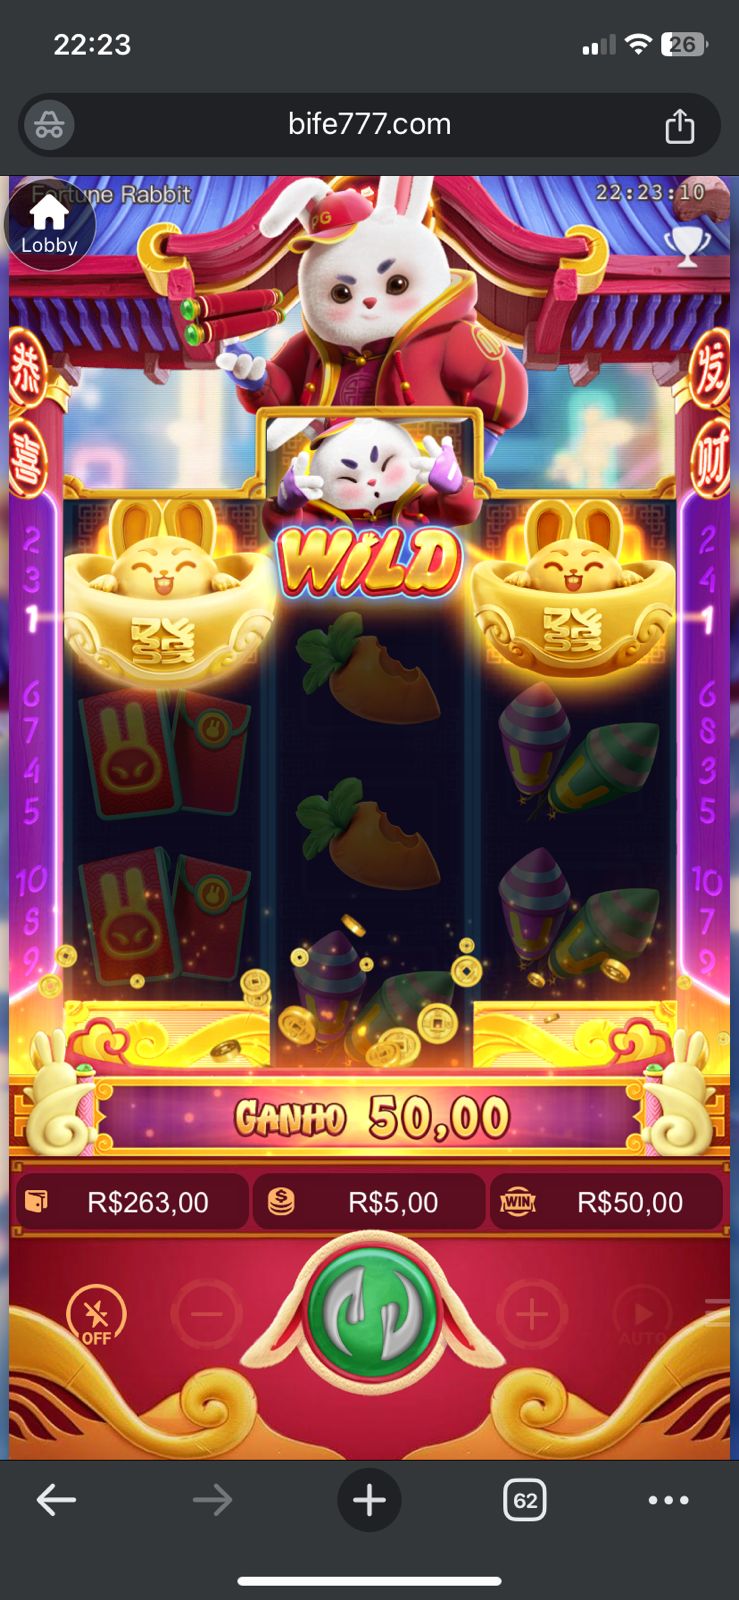 22:23
26
bife777.com
Fortune Rabbit
22:23:10
Lobby
PG
恭
喜
发
财
WILD
發
發
2
3
1
6
7
4
5
10
8
9
2
4
1
6
8
3
5
10
7
9
GANHO 50,00
R$263,00
R$5,00
WIN
R$50,00
OFF
AUTO
62